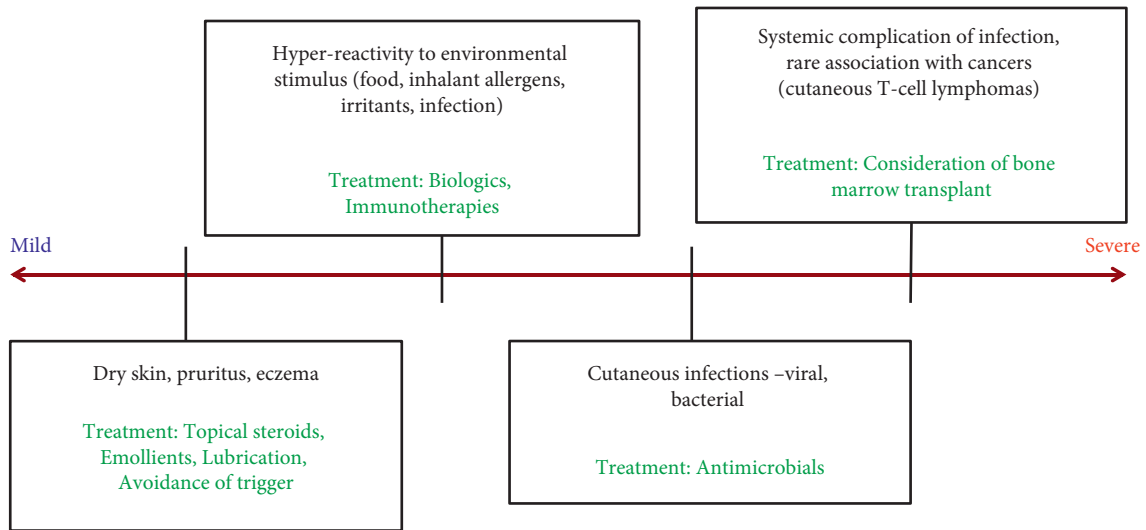 Hyper-reactivity to environmental
stimulus (food, inhalant allergens,
irritants, infection)
Treatment: Biologics,
Immunotherapies
Systemic complication of infection,
rare association with cancers
(cutaneous T-cell lymphomas)
Treatment: Consideration of bone
marrow transplant
Mild
Severe
Dry skin, pruritus, eczema
Treatment: Topical steroids,
Emollients, Lubrication,
Avoidance of trigger
Cutaneous infections –viral,
bacterial
Treatment: Antimicrobials